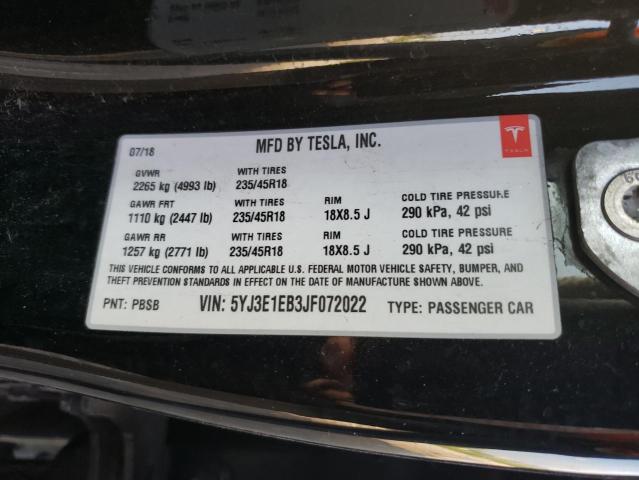 07/18 MFD BY TESLA, INC.
TESLA
GVWR WITH TIRES
2265 kg (4993 lb) 235/45R18
GAWR FRT WITH TIRES RIM COLD TIRE PRESSURE
1110 kg (2447 lb) 235/45R18 18X8.5 J 290 kPa, 42 psi
GAWR RR WITH TIRES RIM COLD TIRE PRESSURE
1257 kg (2771 lb) 235/45R18 18X8.5 J 290 kPa, 42 psi
THIS VEHICLE CONFORMS TO ALL APPLICABLE U.S. FEDERAL MOTOR VEHICLE SAFETY, BUMPER, AND
THEFT PREVENTION STANDARDS IN EFFECT ON THE DATE OF MANUFACTURE SHOWN ABOVE.
PNT: PBSB VIN: 5YJ3E1EB3JF072022 TYPE: PASSENGER CAR